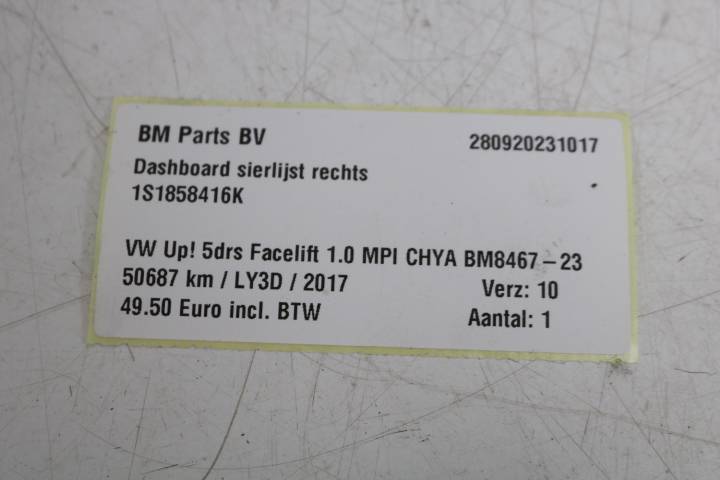 BM Parts BV 280920231017
Dashboard sierlijst rechts
1S1858416K
VW Up! 5drs Facelift 1.0 MPI CHYA BM8467-23
50687 km / LY3D / 2017 Verz: 10
49.50 Euro incl. BTW Aantal: 1